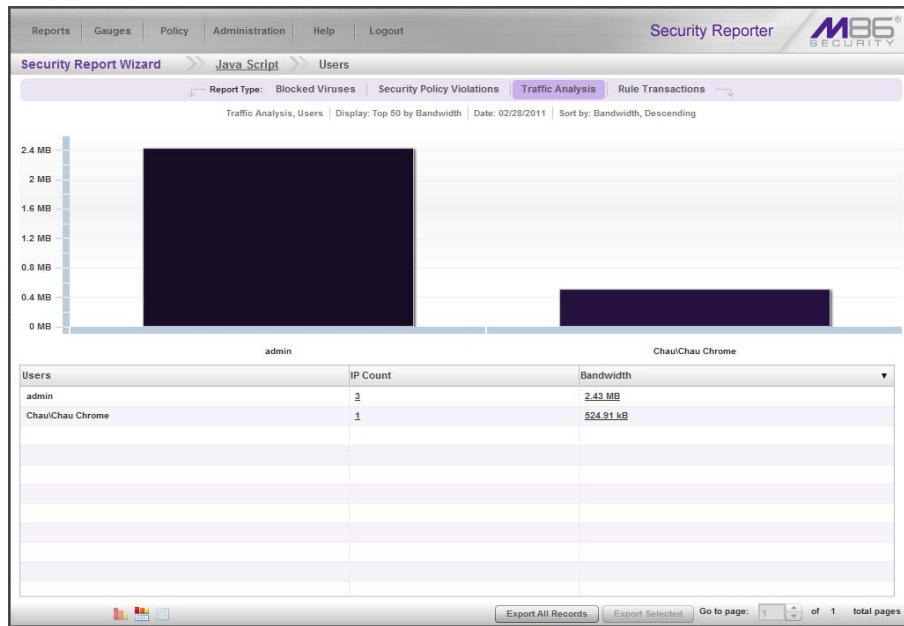 Reports Gauges Policy Administration Help Logout Security Reporter M86® SECURITY
Security Report Wizard Java Script Users
Report Type: Blocked Viruses Security Policy Violations Traffic Analysis Rule Transactions
Traffic Analysis, Users Display: Top 50 by Bandwidth Date: 02/28/2011 Sort by: Bandwidth, Descending
2.4 MB
2 MB
1.6 MB
1.2 MB
0.8 MB
0.4 MB
0 MB
admin Chau\Chau Chrome
Users IP Count Bandwidth
admin 3 2.43 MB
Chau\Chau Chrome 1 524.91 kB
Export All Records Export Selected Go to page: 1 of 1 total pages